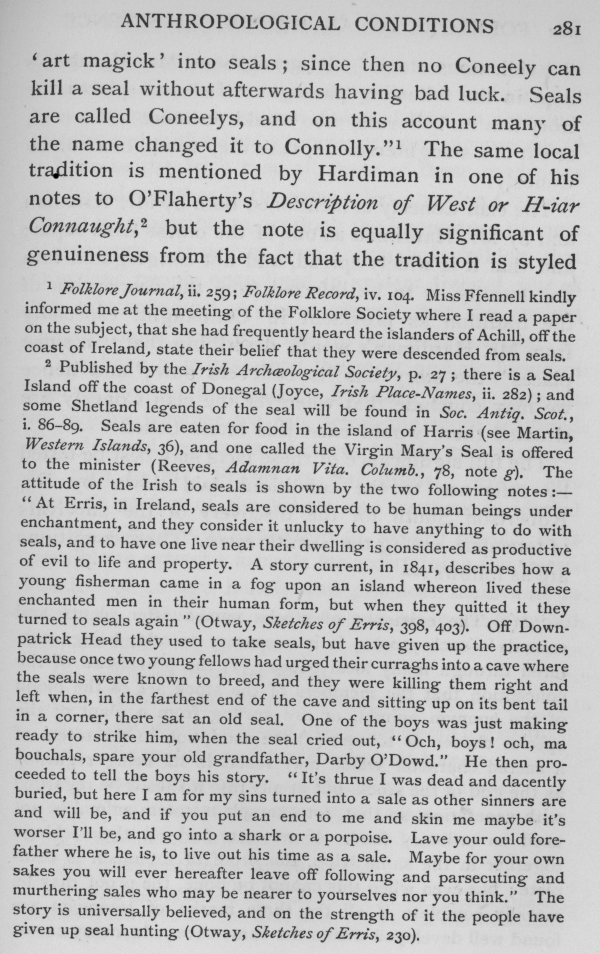 ANTHROPOLOGICAL CONDITIONS 281
‘art magick’ into seals; since then no Coneely can
kill a seal without afterwards having bad luck. Seals
are called Coneelys, and on this account many of
the name changed it to Connolly.”¹ The same local
tradition is mentioned by Hardiman in one of his
notes to O’Flaherty’s Description of West or H-iar
Connaught,² but the note is equally significant of
genuineness from the fact that the tradition is styled
¹ Folklore Journal, ii. 259; Folklore Record, iv. 104. Miss Ffennell kindly
informed me at the meeting of the Folklore Society where I read a paper
on the subject, that she had frequently heard the islanders of Achill, off the
coast of Ireland, state their belief that they were descended from seals.
² Published by the Irish Archæological Society, p. 27; there is a Seal
Island off the coast of Donegal (Joyce, Irish Place-Names, ii. 282); and
some Shetland legends of the seal will be found in Soc. Antiq. Scot.,
i. 86–89. Seals are eaten for food in the island of Harris (see Martin,
Western Islands, 36), and one called the Virgin Mary’s Seal is offered
to the minister (Reeves, Adamnan Vita. Columb., 78, note g). The
attitude of the Irish to seals is shown by the two following notes:—
“At Erris, in Ireland, seals are considered to be human beings under
enchantment, and they consider it unlucky to have anything to do with
seals, and to have one live near their dwelling is considered as productive
of evil to life and property. A story current, in 1841, describes how a
young fisherman came in a fog upon an island whereon lived these
enchanted men in their human form, but when they quitted it they
turned to seals again” (Otway, Sketches of Erris, 398, 403). Off Down-
patrick Head they used to take seals, but have given up the practice,
because once two young fellows had urged their curraghs into a cave where
the seals were known to breed, and they were killing them right and
left when, in the farthest end of the cave and sitting up on its bent tail
in a corner, there sat an old seal. One of the boys was just making
ready to strike him, when the seal cried out, “Och, boys! och, ma
bouchals, spare your old grandfather, Darby O’Dowd.” He then pro-
ceeded to tell the boys his story. “It’s thrue I was dead and dacently
buried, but here I am for my sins turned into a sale as other sinners are
and will be, and if you put an end to me and skin me maybe it’s
worser I’ll be, and go into a shark or a porpoise. Lave your ould fore-
father where he is, to live out his time as a sale. Maybe for your own
sakes you will ever hereafter leave off following and parsecuting and
murthering sales who may be nearer to yourselves nor you think.” The
story is universally believed, and on the strength of it the people have
given up seal hunting (Otway, Sketches of Erris, 230).